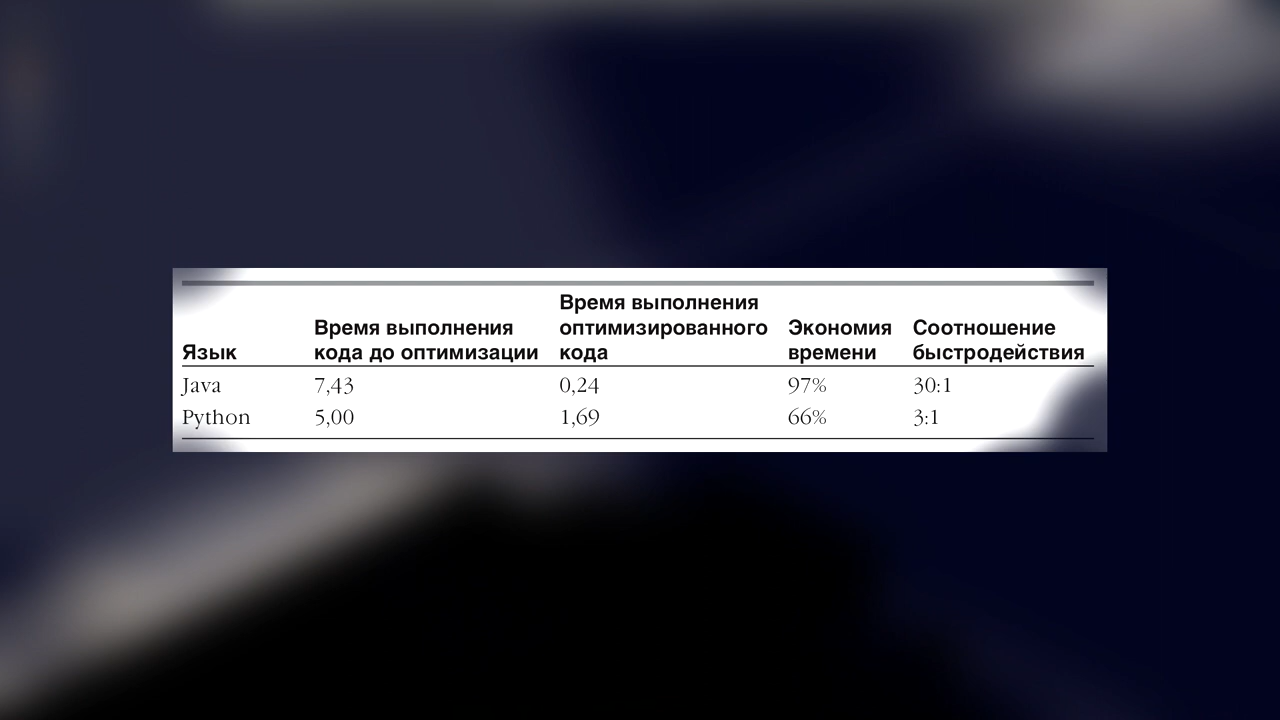 Язык Время выполнения кода до оптимизации Время выполнения оптимизированного кода Экономия времени Соотношение быстродействия
Java 7,43 0,24 97% 30:1
Python 5,00 1,69 66% 3:1